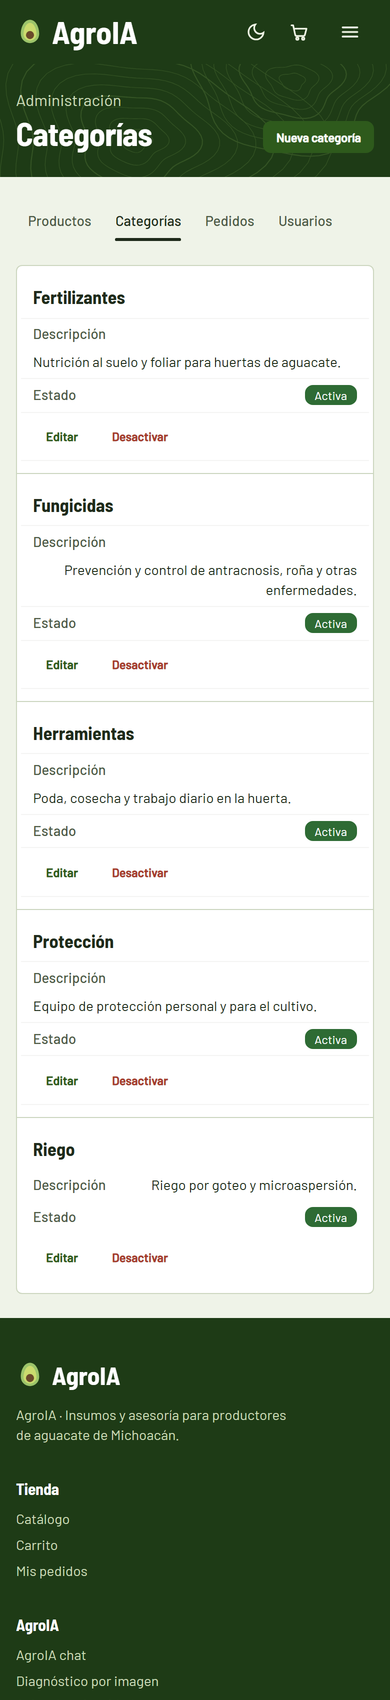 AgroIA
Administración
Categorías
Nueva categoría
Productos
Categorías
Pedidos
Usuarios
Fertilizantes
Descripción
Nutrición al suelo y foliar para huertas de aguacate.
Estado
Activa
Editar
Desactivar
Fungicidas
Descripción
Prevención y control de antracnosis, roña y otras
enfermedades.
Estado
Activa
Editar
Desactivar
Herramientas
Descripción
Poda, cosecha y trabajo diario en la huerta.
Estado
Activa
Editar
Desactivar
Protección
Descripción
Equipo de protección personal y para el cultivo.
Estado
Activa
Editar
Desactivar
Riego
Descripción
Riego por goteo y microaspersión.
Estado
Activa
Editar
Desactivar
AgroIA
AgroIA · Insumos y asesoría para productores
de aguacate de Michoacán.
Tienda
Catálogo
Carrito
Mis pedidos
AgroIA
AgroIA chat
Diagnóstico por imagen